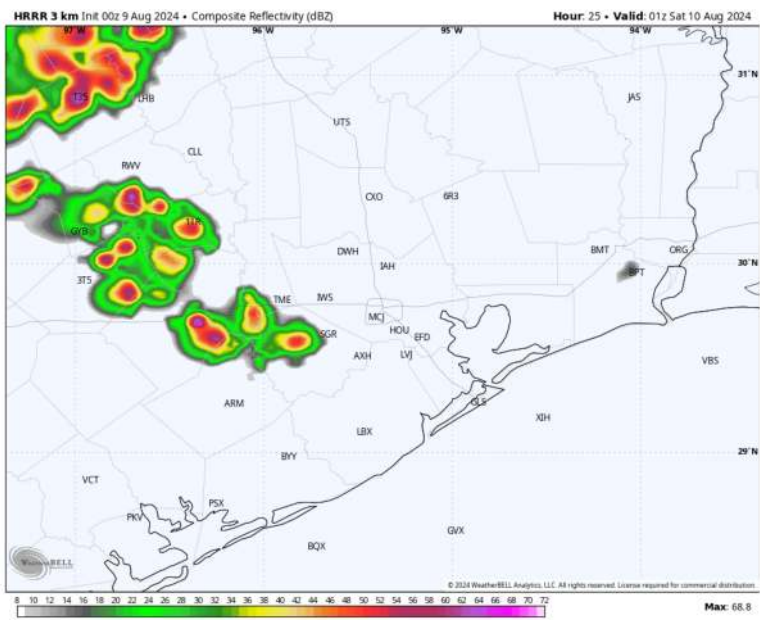 HRRR 3 km Init 00z 9 Aug 2024 • Composite Reflectivity (dBZ) Hour: 25 • Valid: 01z Sat 10 Aug 2024
97°W 96°W 95°W 94°W
31°N
T35 LHB JAS
UTS
CLL
RWV
CXO 6R3
11R
GYB
DWH BMT ORG
IAH 30°N
BPT
3T5
TME IWS
MCJ
SGR HOU EFD
AXH LVJ VBS
ARM GLS
XIH
LBX
BYY 29°N
VCT
PSX
PKV
GVX
BQX
WEATHERBELL
© 2024 WeatherBELL Analytics, LLC. All rights reserved. License required for commercial distribution.
8 10 12 14 16 18 20 22 24 26 28 30 32 34 36 38 40 42 44 46 48 50 52 54 56 58 60 62 64 66 68 70 72 Max: 68.8